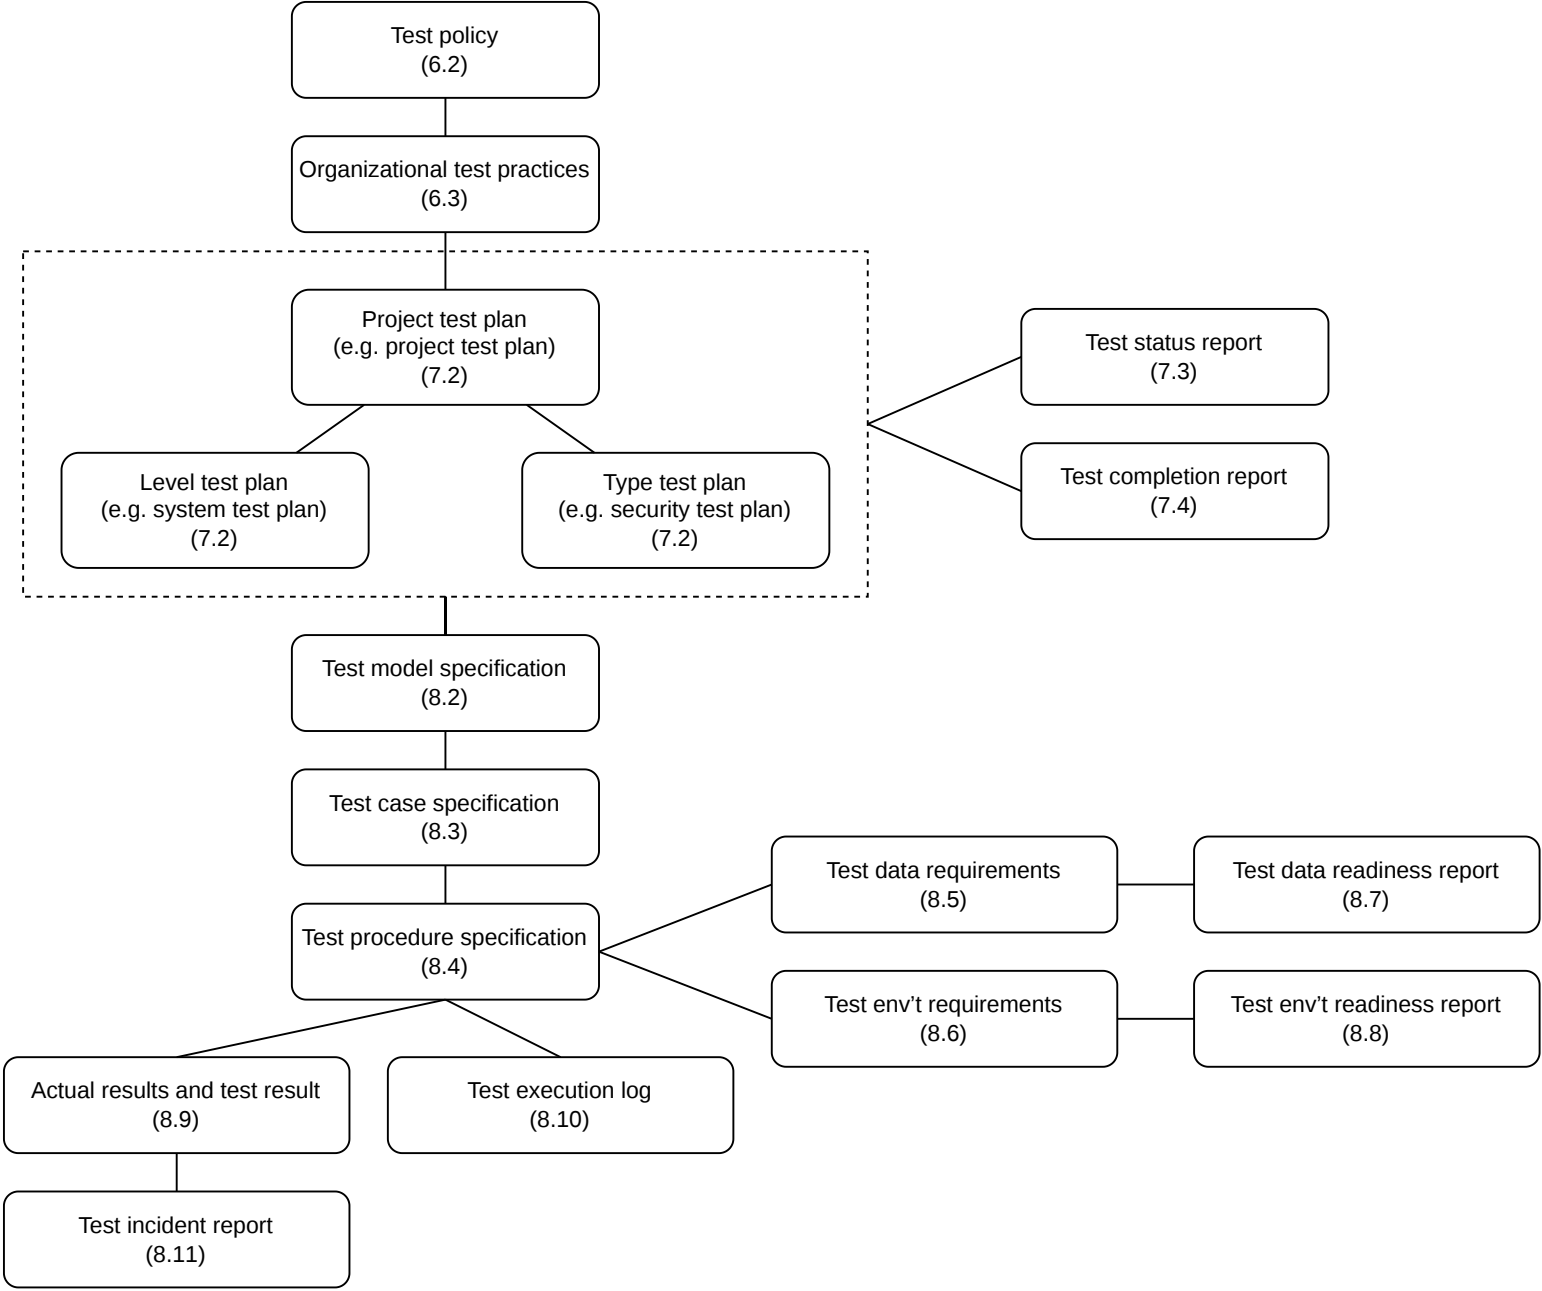 Test policy
(6.2)
Organizational test practices
(6.3)
Project test plan
(e.g. project test plan)
(7.2)
Level test plan
(e.g. system test plan)
(7.2)
Type test plan
(e.g. security test plan)
(7.2)
Test status report
(7.3)
Test completion report
(7.4)
Test model specification
(8.2)
Test case specification
(8.3)
Test procedure specification
(8.4)
Test data requirements
(8.5)
Test data readiness report
(8.7)
Test env’t requirements
(8.6)
Test env’t readiness report
(8.8)
Actual results and test result
(8.9)
Test execution log
(8.10)
Test incident report
(8.11)